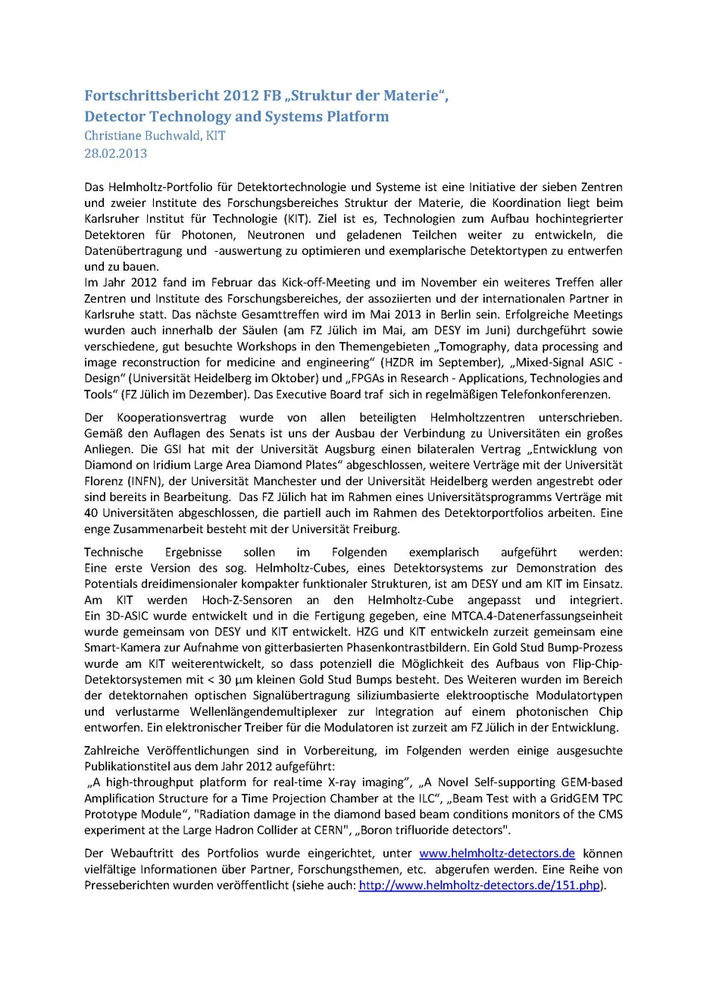 Fortschrittsbericht 2012 FB „Struktur der Materie“,
Detector Technology and Systems Platform
Christiane Buchwald, KIT
28.02.2013
Das Helmholtz-Portfolio für Detektortechnologie und Systeme ist eine Initiative der sieben Zentren
und zweier Institute des Forschungsbereiches Struktur der Materie, die Koordination liegt beim
Karlsruher Institut für Technologie (KIT). Ziel ist es, Technologien zum Aufbau hochintegrierter
Detektoren für Photonen, Neutronen und geladenen Teilchen weiter zu entwickeln, die
Datenübertragung und -auswertung zu optimieren und exemplarische Detektortypen zu entwerfen
und zu bauen.
Im Jahr 2012 fand im Februar das Kick-off-Meeting und im November ein weiteres Treffen aller
Zentren und Institute des Forschungsbereiches, der assoziierten und der internationalen Partner in
Karlsruhe statt. Das nächste Gesamttreffen wird im Mai 2013 in Berlin sein. Erfolgreiche Meetings
wurden auch innerhalb der Säulen (am FZ Jülich im Mai, am DESY im Juni) durchgeführt sowie
verschiedene, gut besuchte Workshops in den Themengebieten „Tomography, data processing and
image reconstruction for medicine and engineering“ (HZDR im September), „Mixed-Signal ASIC -
Design“ (Universität Heidelberg im Oktober) und „FPGAs in Research - Applications, Technologies and
Tools“ (FZ Jülich im Dezember). Das Executive Board traf sich in regelmäßigen Telefonkonferenzen.
Der Kooperationsvertrag wurde von allen beteiligten Helmholtzzentren unterschrieben.
Gemäß den Auflagen des Senats ist uns der Ausbau der Verbindung zu Universitäten ein großes
Anliegen. Die GSI hat mit der Universität Augsburg einen bilateralen Vertrag „Entwicklung von
Diamond on Iridium Large Area Diamond Plates“ abgeschlossen, weitere Verträge mit der Universität
Florenz (INFN), der Universität Manchester und der Universität Heidelberg werden angestrebt oder
sind bereits in Bearbeitung. Das FZ Jülich hat im Rahmen eines Universitätsprogramms Verträge mit
40 Universitäten abgeschlossen, die partiell auch im Rahmen des Detektorportfolios arbeiten. Eine
enge Zusammenarbeit besteht mit der Universität Freiburg.
Technische Ergebnisse sollen im Folgenden exemplarisch aufgeführt werden:
Eine erste Version des sog. Helmholtz-Cubes, eines Detektorsystems zur Demonstration des
Potentials dreidimensionaler kompakter funktionaler Strukturen, ist am DESY und am KIT im Einsatz.
Am KIT werden Hoch-Z-Sensoren an den Helmholtz-Cube angepasst und integriert.
Ein 3D-ASIC wurde entwickelt und in die Fertigung gegeben, eine MTCA.4-Datenerfassungseinheit
wurde gemeinsam von DESY und KIT entwickelt. HZG und KIT entwickeln zurzeit gemeinsam eine
Smart-Kamera zur Aufnahme von gitterbasierten Phasenkontrastbildern. Ein Gold Stud Bump-Prozess
wurde am KIT weiterentwickelt, so dass potenziell die Möglichkeit des Aufbaus von Flip-Chip-
Detektorsystemen mit < 30 µm kleinen Gold Stud Bumps besteht. Des Weiteren wurden im Bereich
der detektornahen optischen Signalübertragung siliziumbasierte elektrooptische Modulatortypen
und verlustarme Wellenlängendemultiplexer zur Integration auf einem photonischen Chip
entworfen. Ein elektronischer Treiber für die Modulatoren ist zurzeit am FZ Jülich in der Entwicklung.
Zahlreiche Veröffentlichungen sind in Vorbereitung, im Folgenden werden einige ausgesuchte
Publikationstitel aus dem Jahr 2012 aufgeführt:
„A high-throughput platform for real-time X-ray imaging”, „A Novel Self-supporting GEM-based
Amplification Structure for a Time Projection Chamber at the ILC“, „Beam Test with a GridGEM TPC
Prototype Module“, "Radiation damage in the diamond based beam conditions monitors of the CMS
experiment at the Large Hadron Collider at CERN", „Boron trifluoride detectors".
Der Webauftritt des Portfolios wurde eingerichtet, unter www.helmholtz-detectors.de können
vielfältige Informationen über Partner, Forschungsthemen, etc. abgerufen werden. Eine Reihe von
Presseberichten wurden veröffentlicht (siehe auch: http://www.helmholtz-detectors.de/151.php).